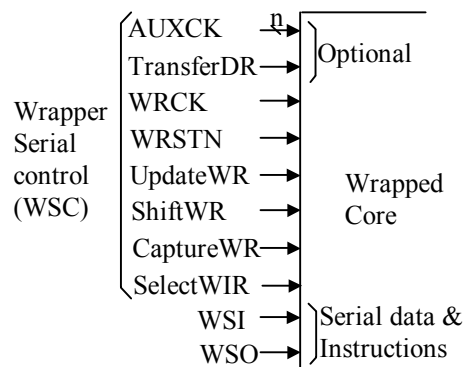 n
AUXCK
TransferDR
Optional
WRCK
WRSTN
UpdateWR
ShiftWR
CaptureWR
SelectWIR
Wrapper
Serial
control
(WSC)
Wrapped
Core
WSI
WSO
Serial data &
Instructions